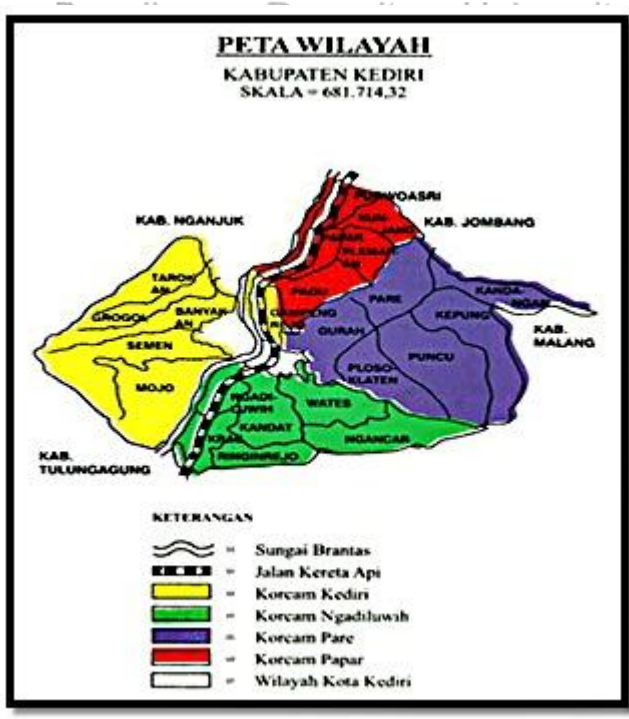 PETA WILAYAH
KABUPATEN KEDIRI
SKALA = 681.714,32
KAB. NGANJUK
PURWOASRI
KAB. JOMBANG
PAPAR
TAROK
AN
PAGU
PARE
KANDA-
NGAN
GROGOL
BANYAK
AN
GURAH
KEPUNG
KAB.
MALANG
SEMEN
PUNCU
MOJO
PLOSO-
KLATEN
NGADI-
LUWIH
WATES
KANDAT
NGANCAR
KRAS
RINGINREJO
KAB.
TULUNGAGUNG
KETERANGAN
= Sungai Brantas
= Jalan Kereta Api
= Korcam Kediri
= Korcam Ngadiluwih
= Korcam Pare
= Korcam Papar
= Wilayah Kota Kediri